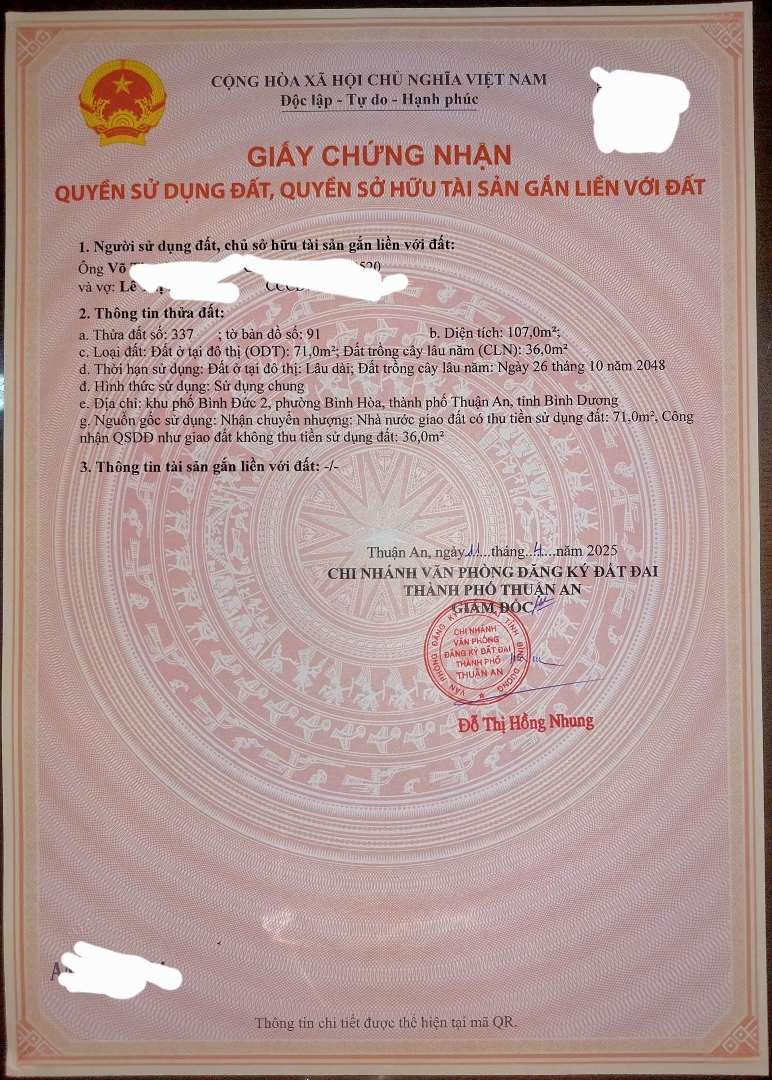 CỘNG HÒA XÃ HỘI CHỦ NGHĨA VIỆT NAM
Độc lập - Tự do - Hạnh phúc
GIẤY CHỨNG NHẬN
QUYỀN SỬ DỤNG ĐẤT, QUYỀN SỞ HỮU TÀI SẢN GẮN LIỀN VỚI ĐẤT
1. Người sử dụng đất, chủ sở hữu tài sản gắn liền với đất:
Ông Võ
và vợ: Lê
2. Thông tin thửa đất:
a. Thửa đất số: 337 ; tờ bản đồ số: 91 b. Diện tích: 107,0m²;
c. Loại đất: Đất ở tại đô thị (ODT): 71,0m²; Đất trồng cây lâu năm (CLN): 36,0m²
d. Thời hạn sử dụng: Đất ở tại đô thị: Lâu dài; Đất trồng cây lâu năm: Ngày 26 tháng 10 năm 2048
đ. Hình thức sử dụng: Sử dụng chung
e. Địa chỉ: khu phố Bình Đức 2, phường Bình Hòa, thành phố Thuận An, tỉnh Bình Dương
g. Nguồn gốc sử dụng: Nhận chuyển nhượng: Nhà nước giao đất có thu tiền sử dụng đất: 71,0m², Công
nhận QSDĐ như giao đất không thu tiền sử dụng đất: 36,0m²
3. Thông tin tài sản gắn liền với đất: -/-
Thuận An, ngày 11 tháng 4 năm 2025
CHI NHÁNH VĂN PHÒNG ĐĂNG KÝ ĐẤT ĐAI
THÀNH PHỐ THUẬN AN
GIÁM ĐỐC
VĂN PHÒNG ĐĂNG KÝ TỈNH BÌNH DƯƠNG
CHI NHÁNH
VĂN PHÒNG
ĐĂNG KÝ ĐẤT ĐAI
THÀNH PHỐ
THUẬN AN
Đỗ Thị Hồng Nhung
Thông tin chi tiết được thể hiện tại mã QR.